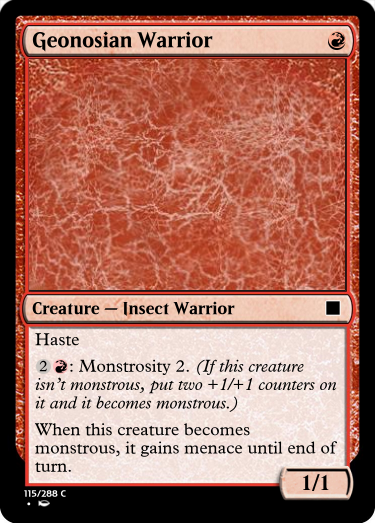 Geonosian Warrior
Creature — Insect Warrior
Haste
2 : Monstrosity 2. (If this creature
isn't monstrous, put two +1/+1 counters on
it and it becomes monstrous.)
When this creature becomes
monstrous, it gains menace until end of
turn.
1/1
115/288 C